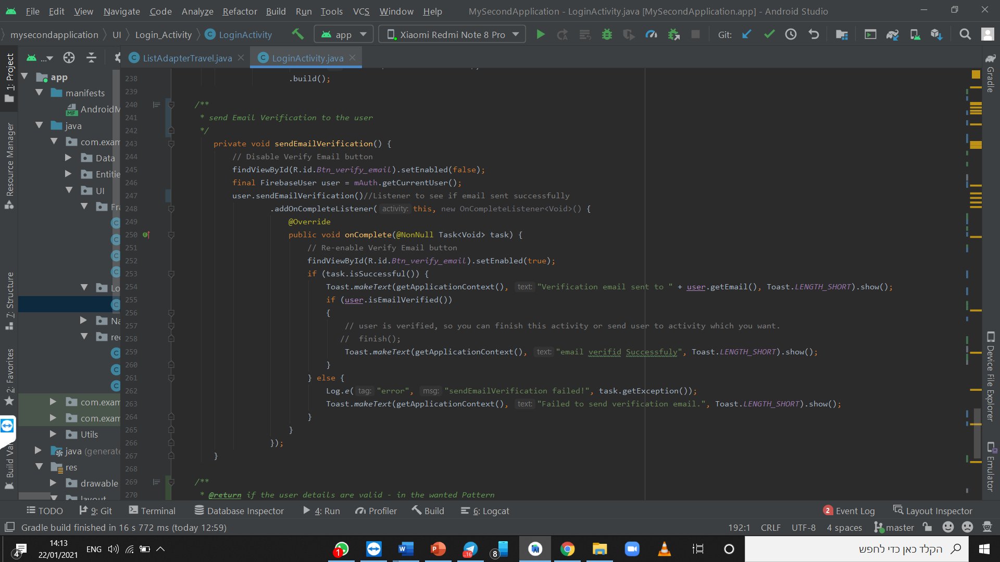 File Edit View Navigate Code Analyze Refactor Build Run Tools VCS Window Help MySecondApplication - LoginActivity.java [MySecondApplication.app] - Android Studio
mysecondapplication UI Login_Activity LoginActivity app Xiaomi Redmi Note 8 Pro Git:
... ListAdapterTravel.java LoginActivity.java
1: Project
Resource Manager
7: Structure
2: Favorites
Build Var
app
manifests
AndroidM
java
com.exam
Data
Entitie
UI
Fra
Lo
Na
rec
com.exam
com.exam
Utils
java (generate
res
drawable
layout
238 .build();
239
240 /**
241 * send Email Verification to the user
242 */
243 private void sendEmailVerification() {
244 // Disable Verify Email button
245 findViewById(R.id.Btn_verify_email).setEnabled(false);
246 final FirebaseUser user = mAuth.getCurrentUser();
247 user.sendEmailVerification()//Listener to see if email sent successfully
248 .addOnCompleteListener( activity: this, new OnCompleteListener<Void>() {
249 @Override
250 public void onComplete(@NonNull Task<Void> task) {
251 // Re-enable Verify Email button
252 findViewById(R.id.Btn_verify_email).setEnabled(true);
253 if (task.isSuccessful()) {
254 Toast.makeText(getApplicationContext(), text: "Verification email sent to " + user.getEmail(), Toast.LENGTH_SHORT).show();
255 if (user.isEmailVerified())
256 {
257 // user is verified, so you can finish this activity or send user to activity which you want.
258 // finish();
259 Toast.makeText(getApplicationContext(), text: "email verifid Successfuly", Toast.LENGTH_SHORT).show();
260 }
261 } else {
262 Log.e( tag: "error", msg: "sendEmailVerification failed!", task.getException());
263 Toast.makeText(getApplicationContext(), text: "Failed to send verification email.", Toast.LENGTH_SHORT).show();
264 }
265 }
266 });
267 }
268
269 /**
270 * @return if the user details are valid - in the wanted Pattern
Gradle
Device File Explorer
Emulator
TODO 9: Git Terminal Database Inspector 4: Run Profiler Build 6: Logcat 2 Event Log Layout Inspector
Gradle build finished in 16 s 772 ms (today 12:59) 192:1 CRLF UTF-8 4 spaces master
4 14:13 ENG 1 ..16 8 הקלד כאן כדי לחפש
22/01/2021